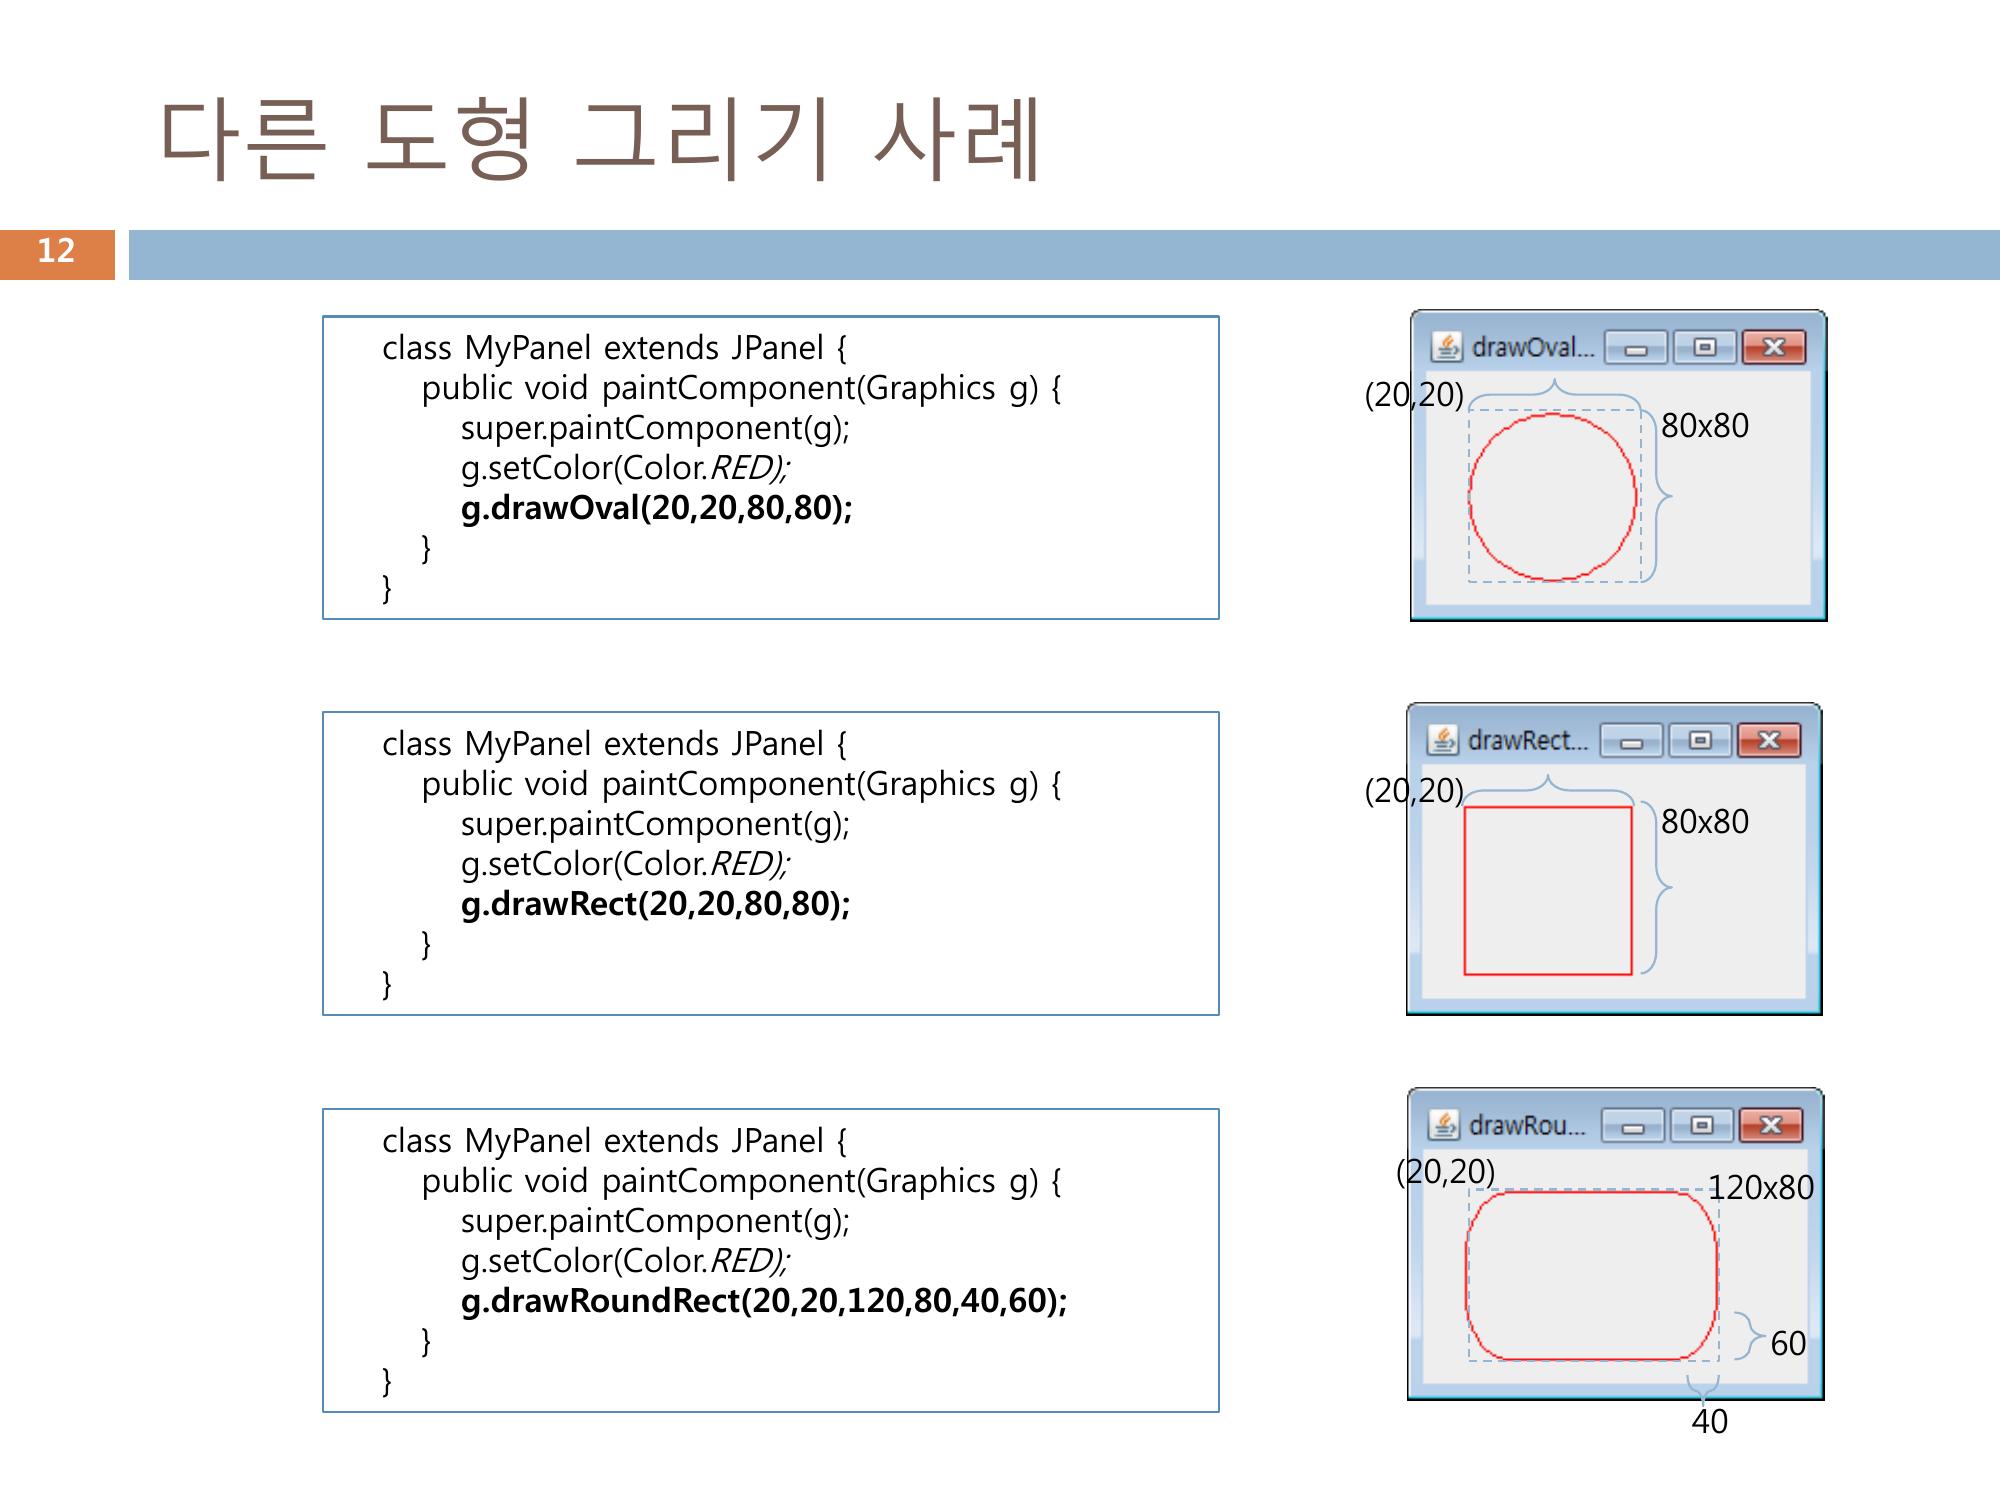 다른 도형 그리기 사례
12
class MyPanel extends JPanel {
public void paintComponent(Graphics g) {
super.paintComponent(g);
g.setColor(Color.RED);
g.drawOval(20,20,80,80);
}
}
drawOval...
(20,20)
80x80
class MyPanel extends JPanel {
public void paintComponent(Graphics g) {
super.paintComponent(g);
g.setColor(Color.RED);
g.drawRect(20,20,80,80);
}
}
drawRect...
(20,20)
80x80
class MyPanel extends JPanel {
public void paintComponent(Graphics g) {
super.paintComponent(g);
g.setColor(Color.RED);
g.drawRoundRect(20,20,120,80,40,60);
}
}
drawRou...
(20,20)
120x80
60
40